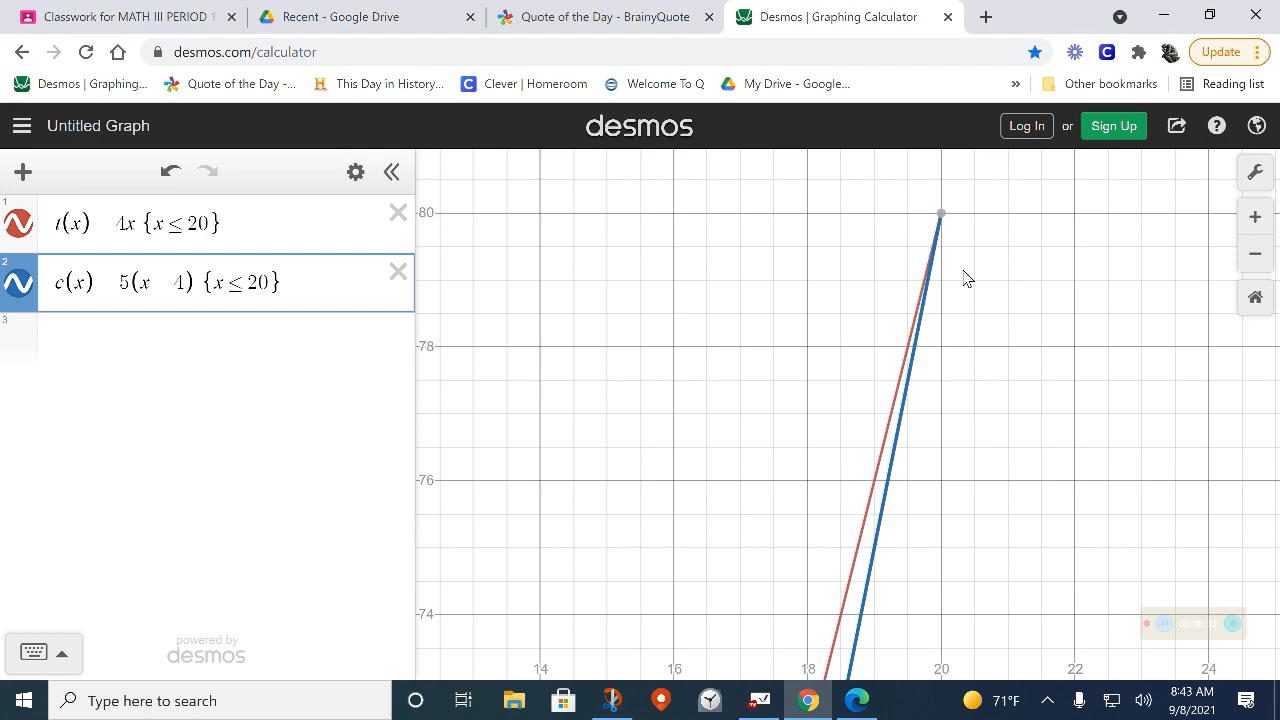 Classwork for MATH III PERIOD 1
Recent - Google Drive
Quote of the Day - BrainyQuote
Desmos | Graphing Calculator
desmos.com/calculator
Update
Desmos | Graphing...
Quote of the Day -...
This Day in History...
Clever | Homeroom
Welcome To Q
My Drive - Google...
Other bookmarks
Reading list
Untitled Graph
desmos
Log In or Sign Up
1
t(x) 4x {x ≤ 20}
2
c(x) 5(x 4) {x ≤ 20}
3
80
78
76
74
14 16 18 20 22 24
powered by
desmos
Type here to search
71°F
8:43 AM
9/8/2021